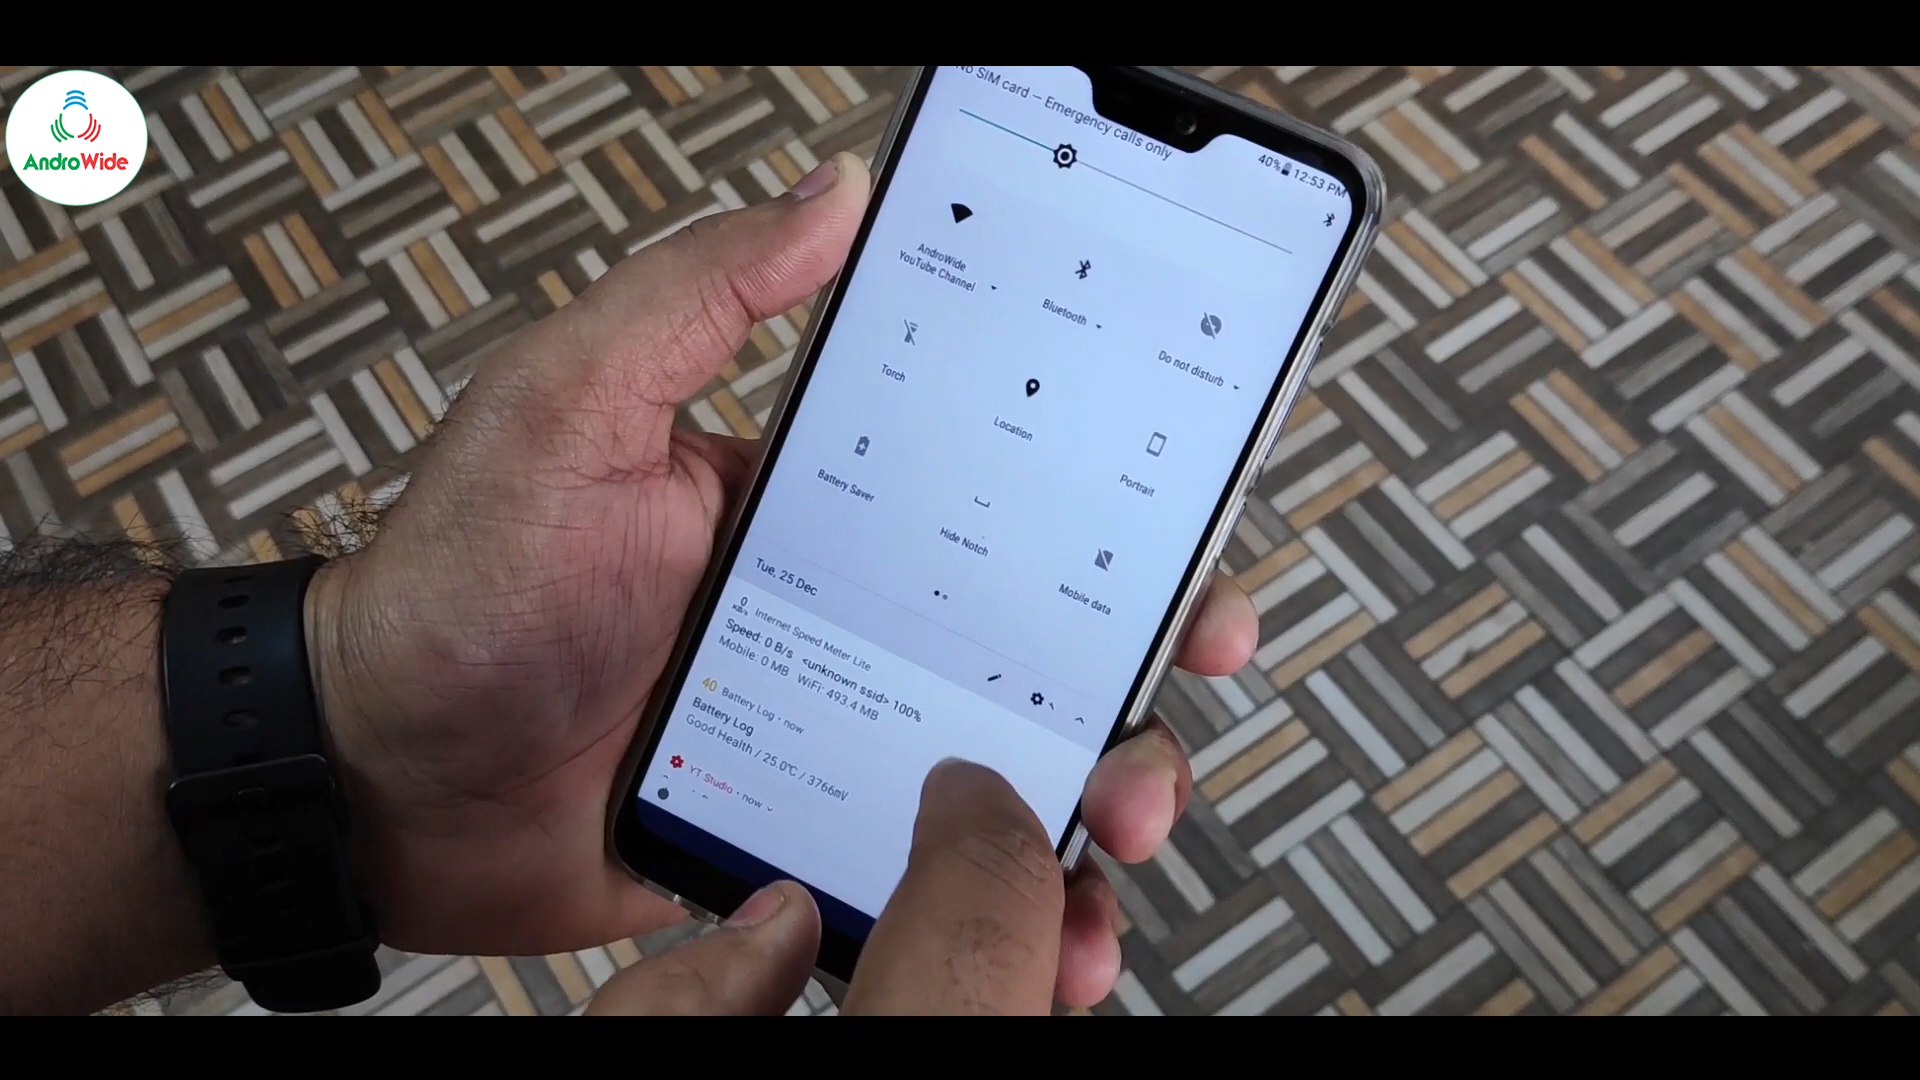 AndroWide
No SIM card — Emergency calls only
40% 12:53 PM
AndroWide
YouTube Channel
Bluetooth
Do not disturb
Torch
Location
Portrait
Battery Saver
Hide Notch
Mobile data
Tue, 25 Dec
0
KB/s
Internet Speed Meter Lite
Speed: 0 B/s <unknown ssid> 100%
Mobile: 0 MB WiFi: 493.4 MB
40 Battery Log • now
Battery Log
Good Health / 25.0°C / 3766mV
YT Studio • now